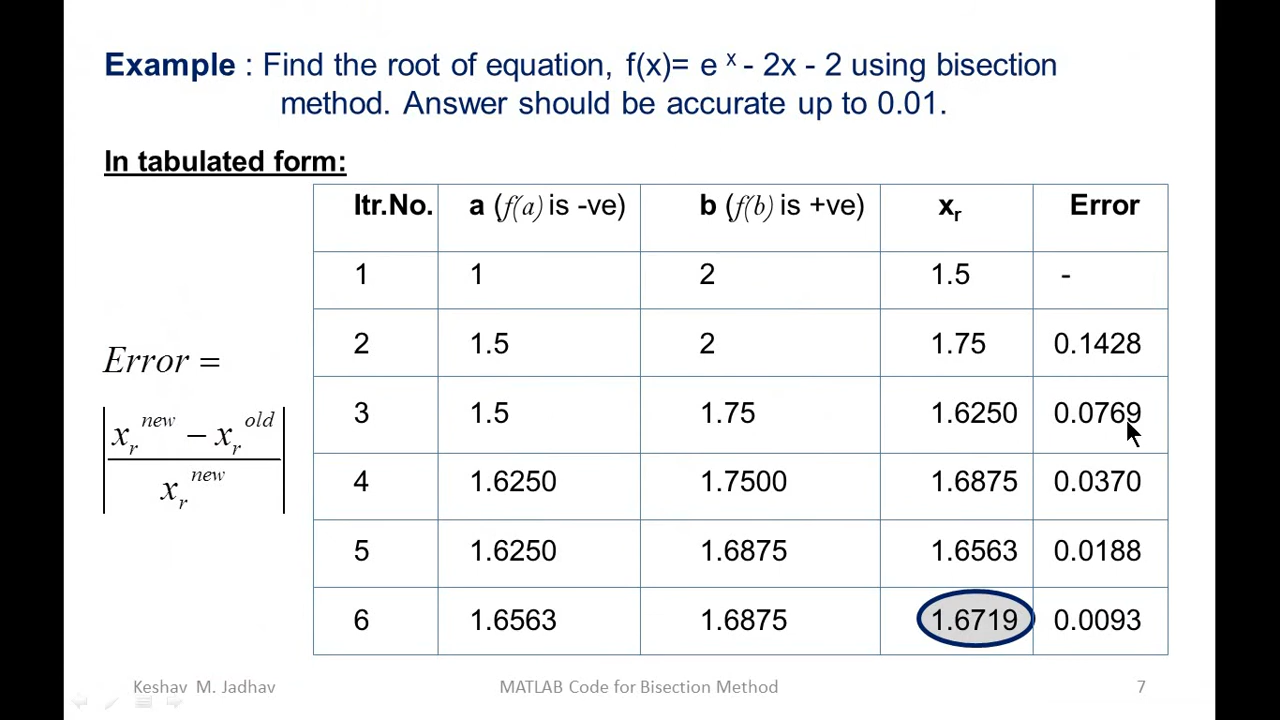 Example : Find the root of equation, f(x)= e x - 2x - 2 using bisection
method. Answer should be accurate up to 0.01.
In tabulated form:
Itr.No. a (f(a) is -ve) b (f(b) is +ve) xr Error
1 1 2 1.5 -
2 1.5 2 1.75 0.1428
3 1.5 1.75 1.6250 0.0769
4 1.6250 1.7500 1.6875 0.0370
5 1.6250 1.6875 1.6563 0.0188
6 1.6563 1.6875 1.6719 0.0093
Error =
| xr new − xr old |
| xr new |
Keshav M. Jadhav MATLAB Code for Bisection Method 7